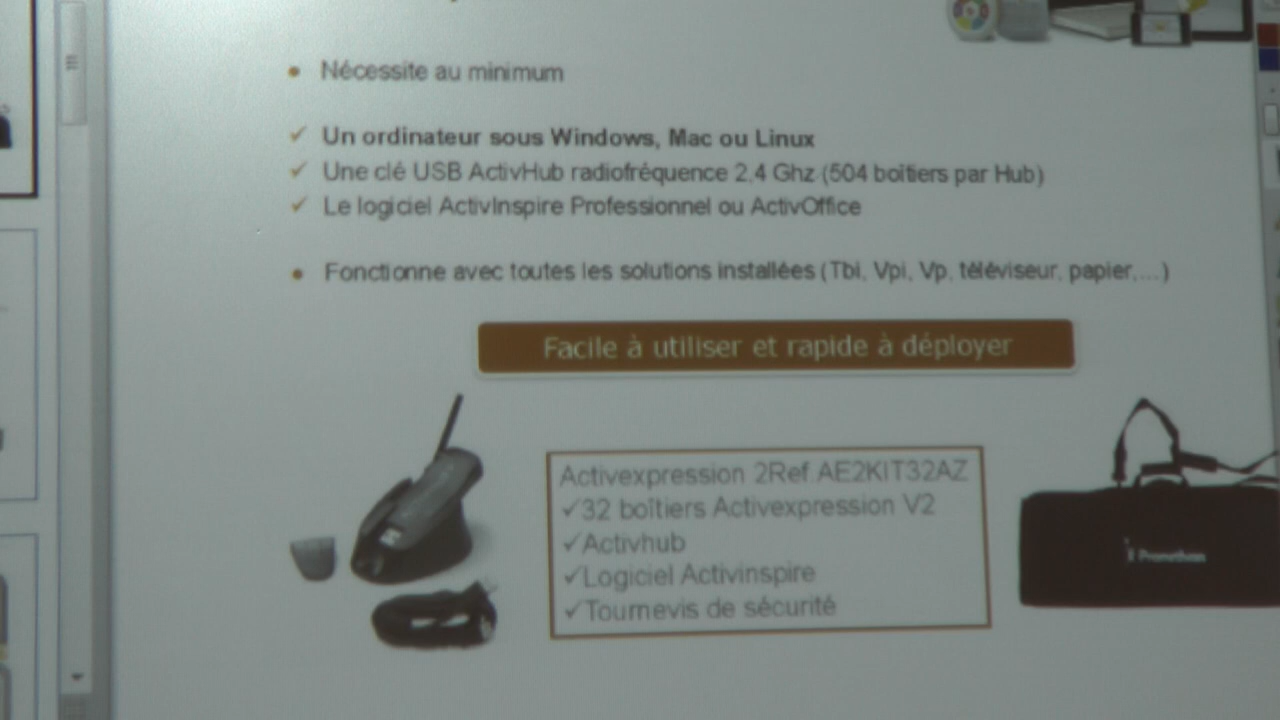 Nécessite au minimum
Un ordinateur sous Windows, Mac ou Linux
Une clé USB ActivHub radiofréquence 2,4 Ghz (504 boîtiers par Hub)
Le logiciel ActivInspire Professionnel ou ActivOffice
Fonctionne avec toutes les solutions installées (Tbi, Vpi, Vp, téléviseur, papier,...)
Facile à utiliser et rapide à déployer
Activexpression 2Ref.AE2KIT32AZ
✓32 boîtiers Activexpression V2
✓Activhub
✓Logiciel Activinspire
✓Tournevis de sécurité
Promethean